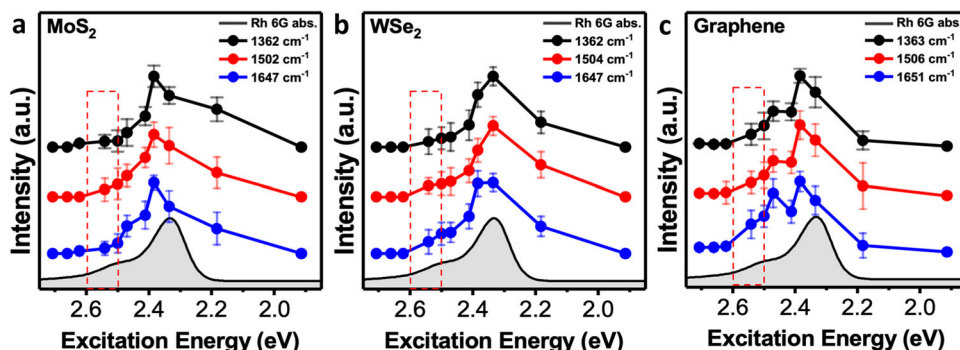 a MoS2
Rh 6G abs.
1362 cm-1
1502 cm-1
1647 cm-1
Intensity (a.u.)
2.6 2.4 2.2 2.0
Excitation Energy (eV)
b WSe2
Rh 6G abs.
1362 cm-1
1504 cm-1
1647 cm-1
Intensity (a.u.)
2.6 2.4 2.2 2.0
Excitation Energy (eV)
c Graphene
Rh 6G abs.
1363 cm-1
1506 cm-1
1651 cm-1
Intensity (a.u.)
2.6 2.4 2.2 2.0
Excitation Energy (eV)